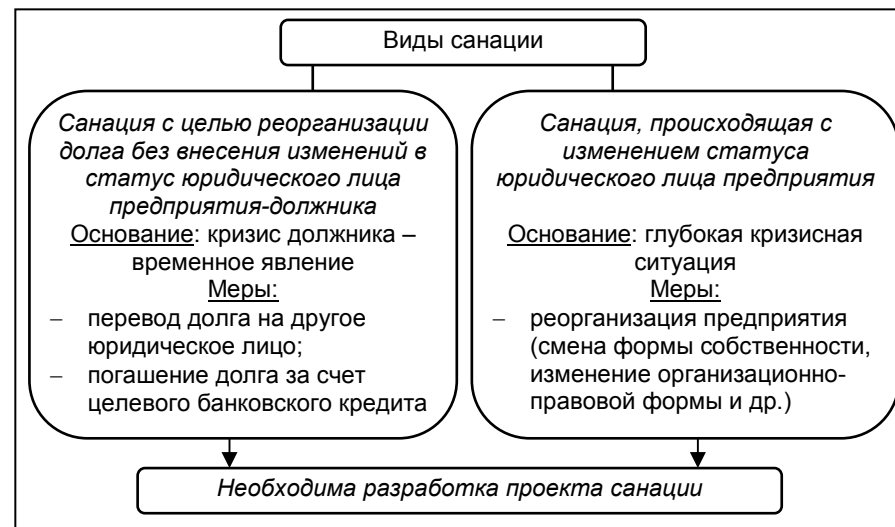 Виды санации
Санация с целью реорганизации
долга без внесения изменений в
статус юридического лица
предприятия-должника
Основание: кризис должника –
временное явление
Меры:
– перевод долга на другое
юридическое лицо;
– погашение долга за счет
целевого банковского кредита
Санация, происходящая с
изменением статуса
юридического лица предприятия
Основание: глубокая кризисная
ситуация
Меры:
– реорганизация предприятия
(смена формы собственности,
изменение организационно-
правовой формы и др.)
Необходима разработка проекта санации